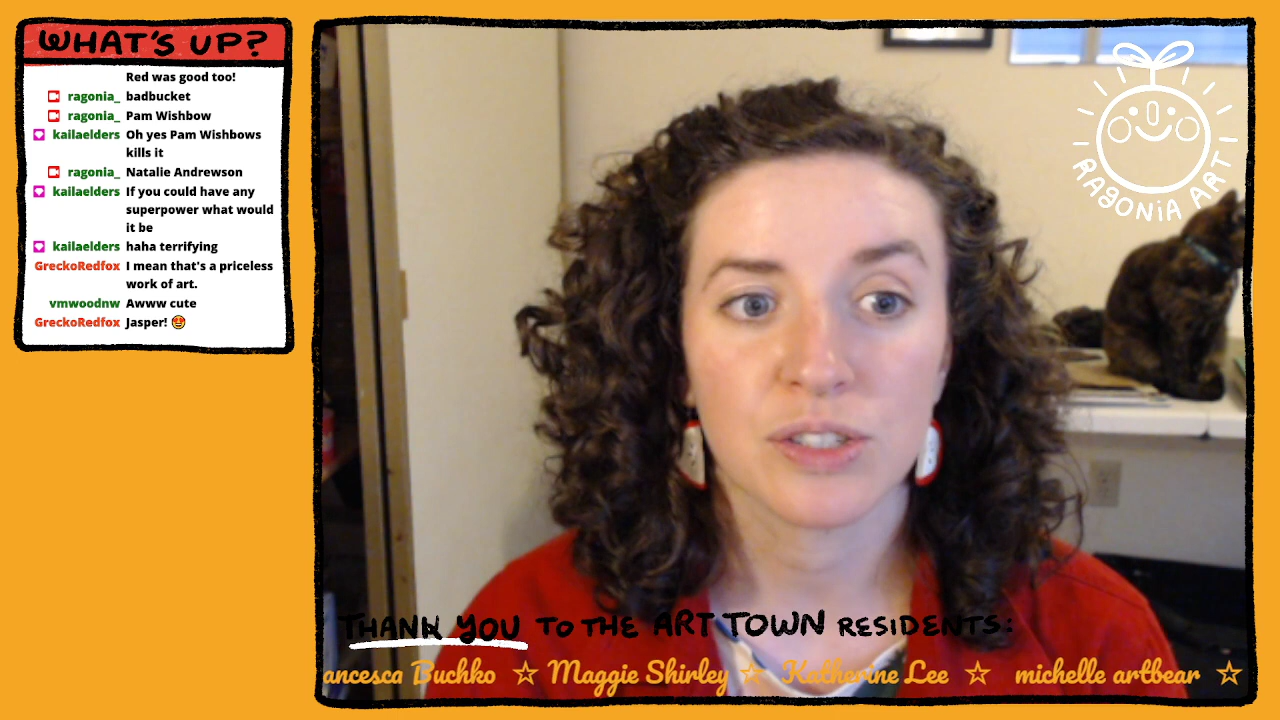 WHAT'S UP?
Red was good too!
ragonia_ badbucket
ragonia_ Pam Wishbow
kailaelders Oh yes Pam Wishbows
kills it
ragonia_ Natalie Andrewson
kailaelders If you could have any
superpower what would
it be
kailaelders haha terrifying
GreckoRedfox I mean that's a priceless
work of art.
vmwoodnw Awww cute
GreckoRedfox Jasper! 🤩
RAGONIA ART
THANK YOU TO THE ART TOWN RESIDENTS:
ancesca Buchko ☆ Maggie Shirley ☆ Katherine Lee ☆ michelle artbear ☆